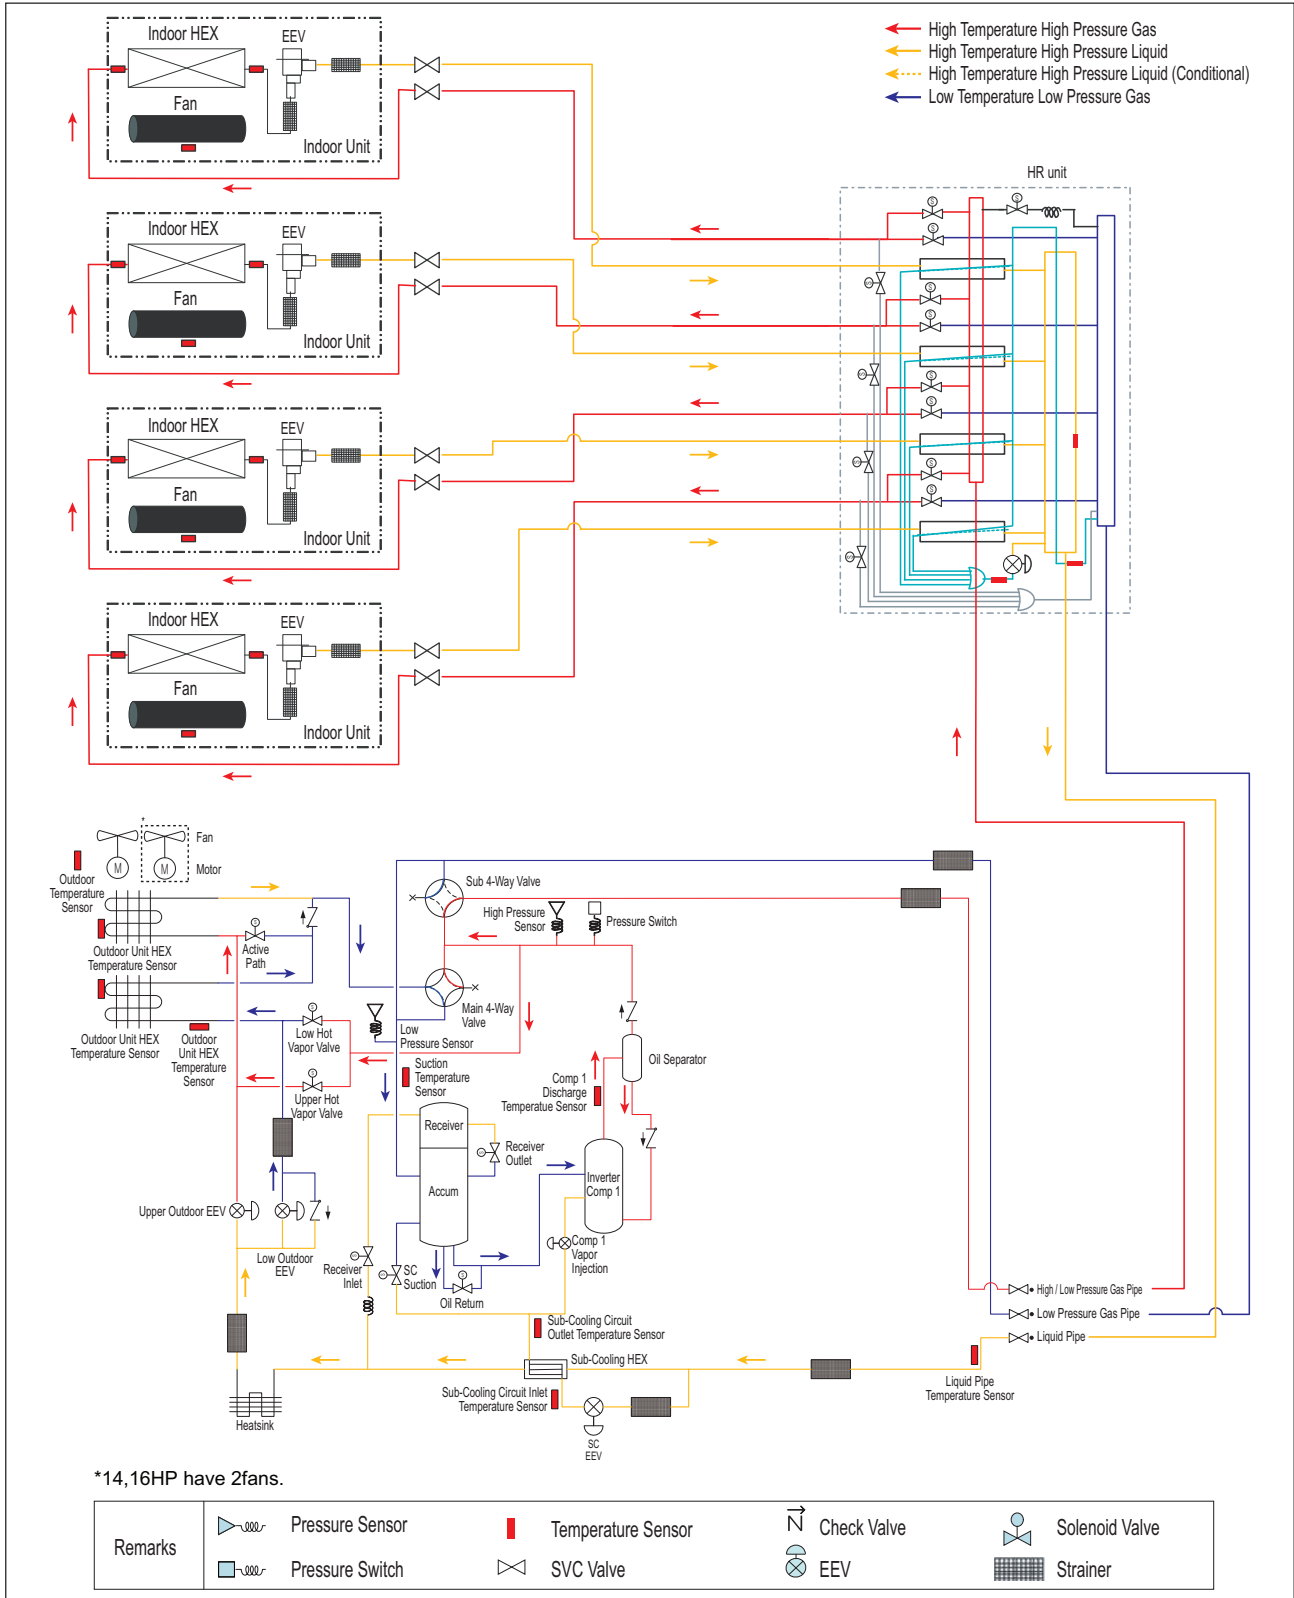 High Temperature High Pressure Gas
High Temperature High Pressure Liquid
High Temperature High Pressure Liquid (Conditional)
Low Temperature Low Pressure Gas
Indoor HEX
EEV
Fan
Indoor Unit
Indoor HEX
EEV
Fan
Indoor Unit
Indoor HEX
EEV
Fan
Indoor Unit
Indoor HEX
EEV
Fan
Indoor Unit
HR unit
S
S
S
S
S
S
S
S
S
S
S
S
S
*
Fan
M
M
Motor
Outdoor
Temperature
Sensor
Outdoor Unit HEX
Temperature Sensor
S
Active
Path
Outdoor Unit HEX
Temperature Sensor
Outdoor
Unit HEX
Temperature
Sensor
S
Low Hot
Vapor Valve
S
Upper Hot
Vapor Valve
Sub 4-Way Valve
High Pressure
Sensor
Pressure Switch
Main 4-Way
Valve
Low
Pressure Sensor
Suction
Temperature
Sensor
Oil Separator
Comp 1
Discharge
Temperatue Sensor
Receiver
S
Receiver
Outlet
Accum
Inverter
Comp 1
Upper Outdoor EEV
Low Outdoor
EEV
S
Receiver
Inlet
S
SC
Suction
S
Oil Return
Comp 1
Vapor
Injection
High / Low Pressure Gas Pipe
Low Pressure Gas Pipe
Liquid Pipe
Sub-Cooling Circuit
Outlet Temperature Sensor
Sub-Cooling HEX
Sub-Cooling Circuit Inlet
Temperature Sensor
Liquid Pipe
Temperature Sensor
Heatsink
SC
EEV
*14,16HP have 2fans.
Remarks
Pressure Sensor
Temperature Sensor
Check Valve
Solenoid Valve
Pressure Switch
SVC Valve
EEV
Strainer